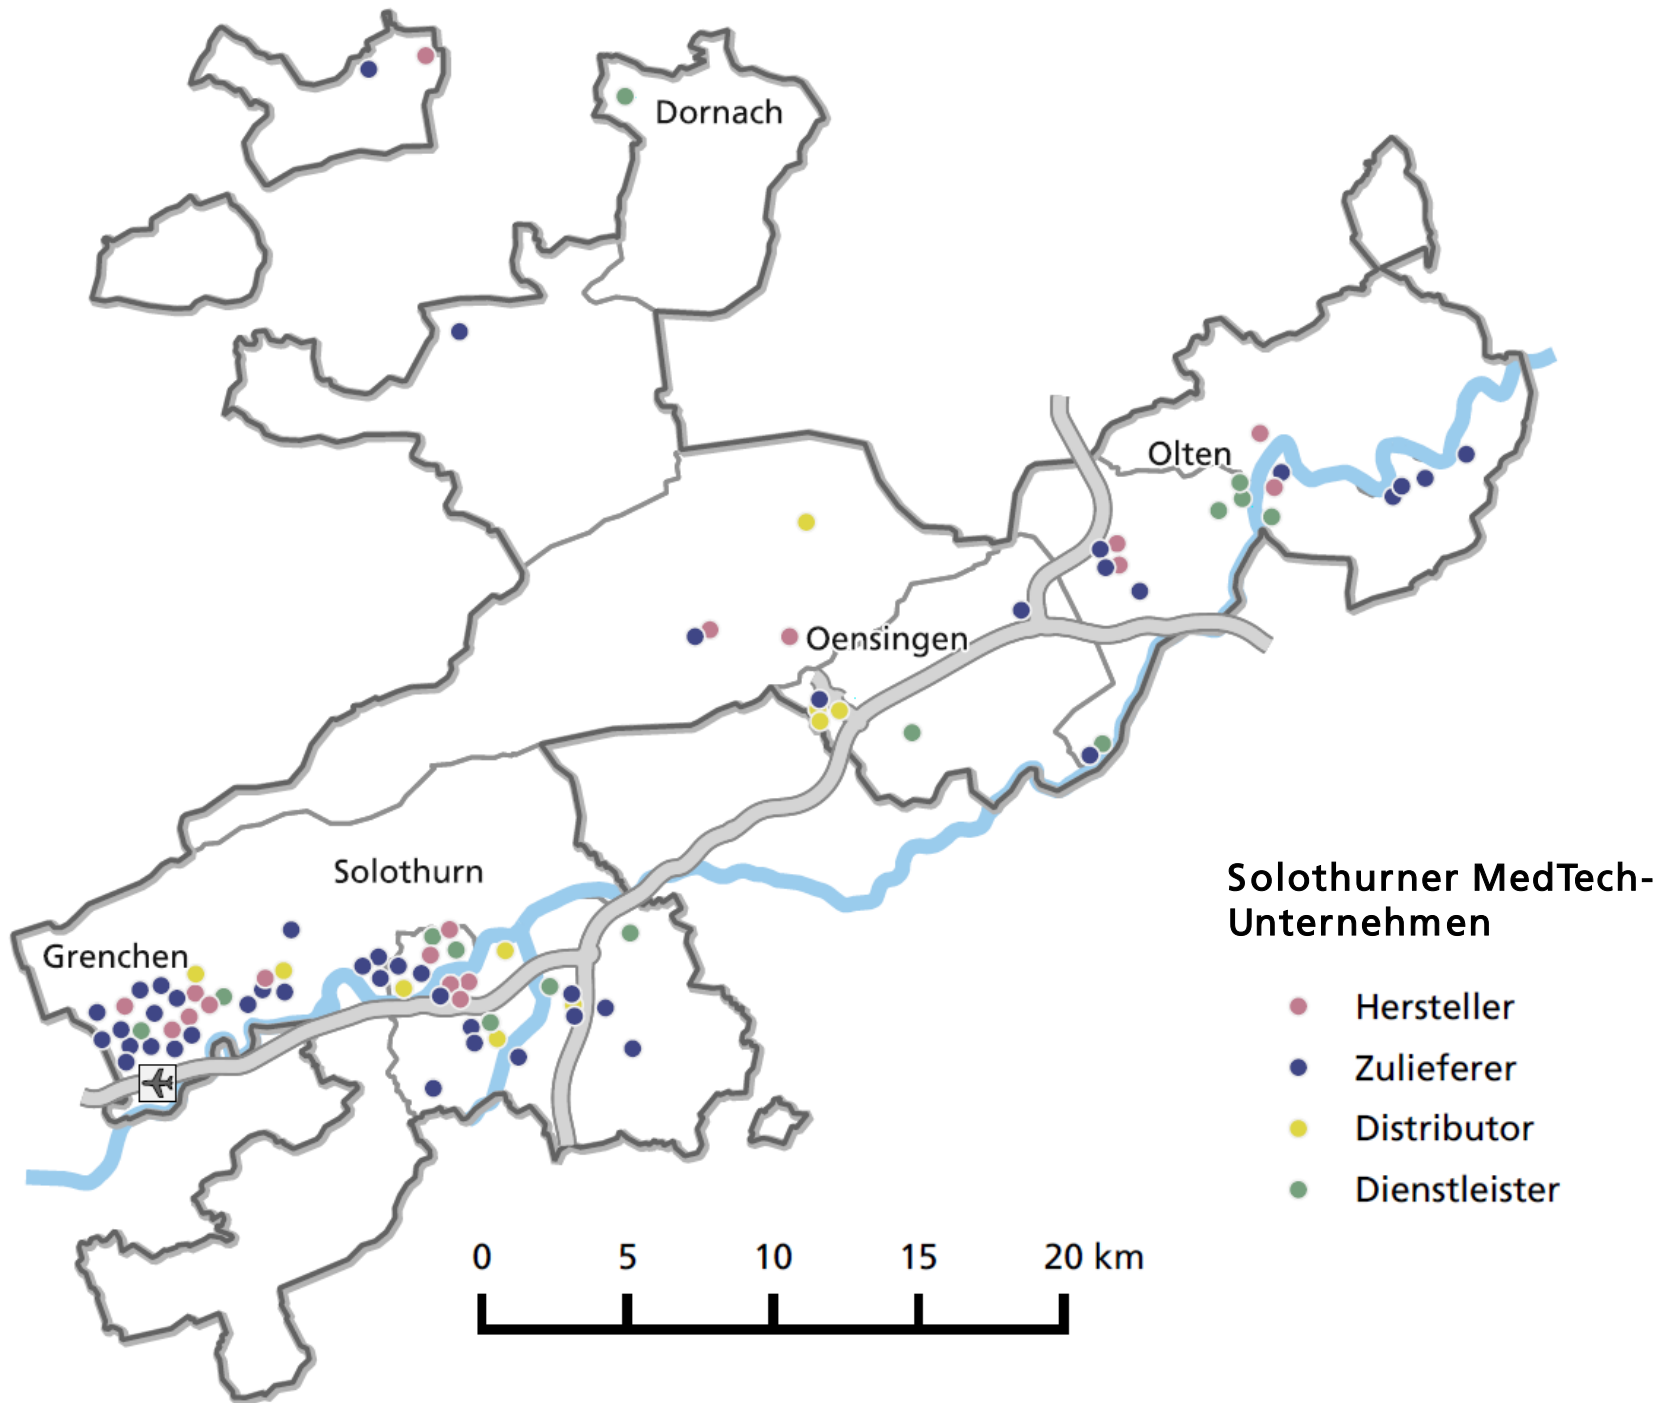 Dornach
Olten
Oensingen
Solothurn
Grenchen
Solothurner MedTech-
Unternehmen
Hersteller
Zulieferer
Distributor
Dienstleister
0 5 10 15 20 km